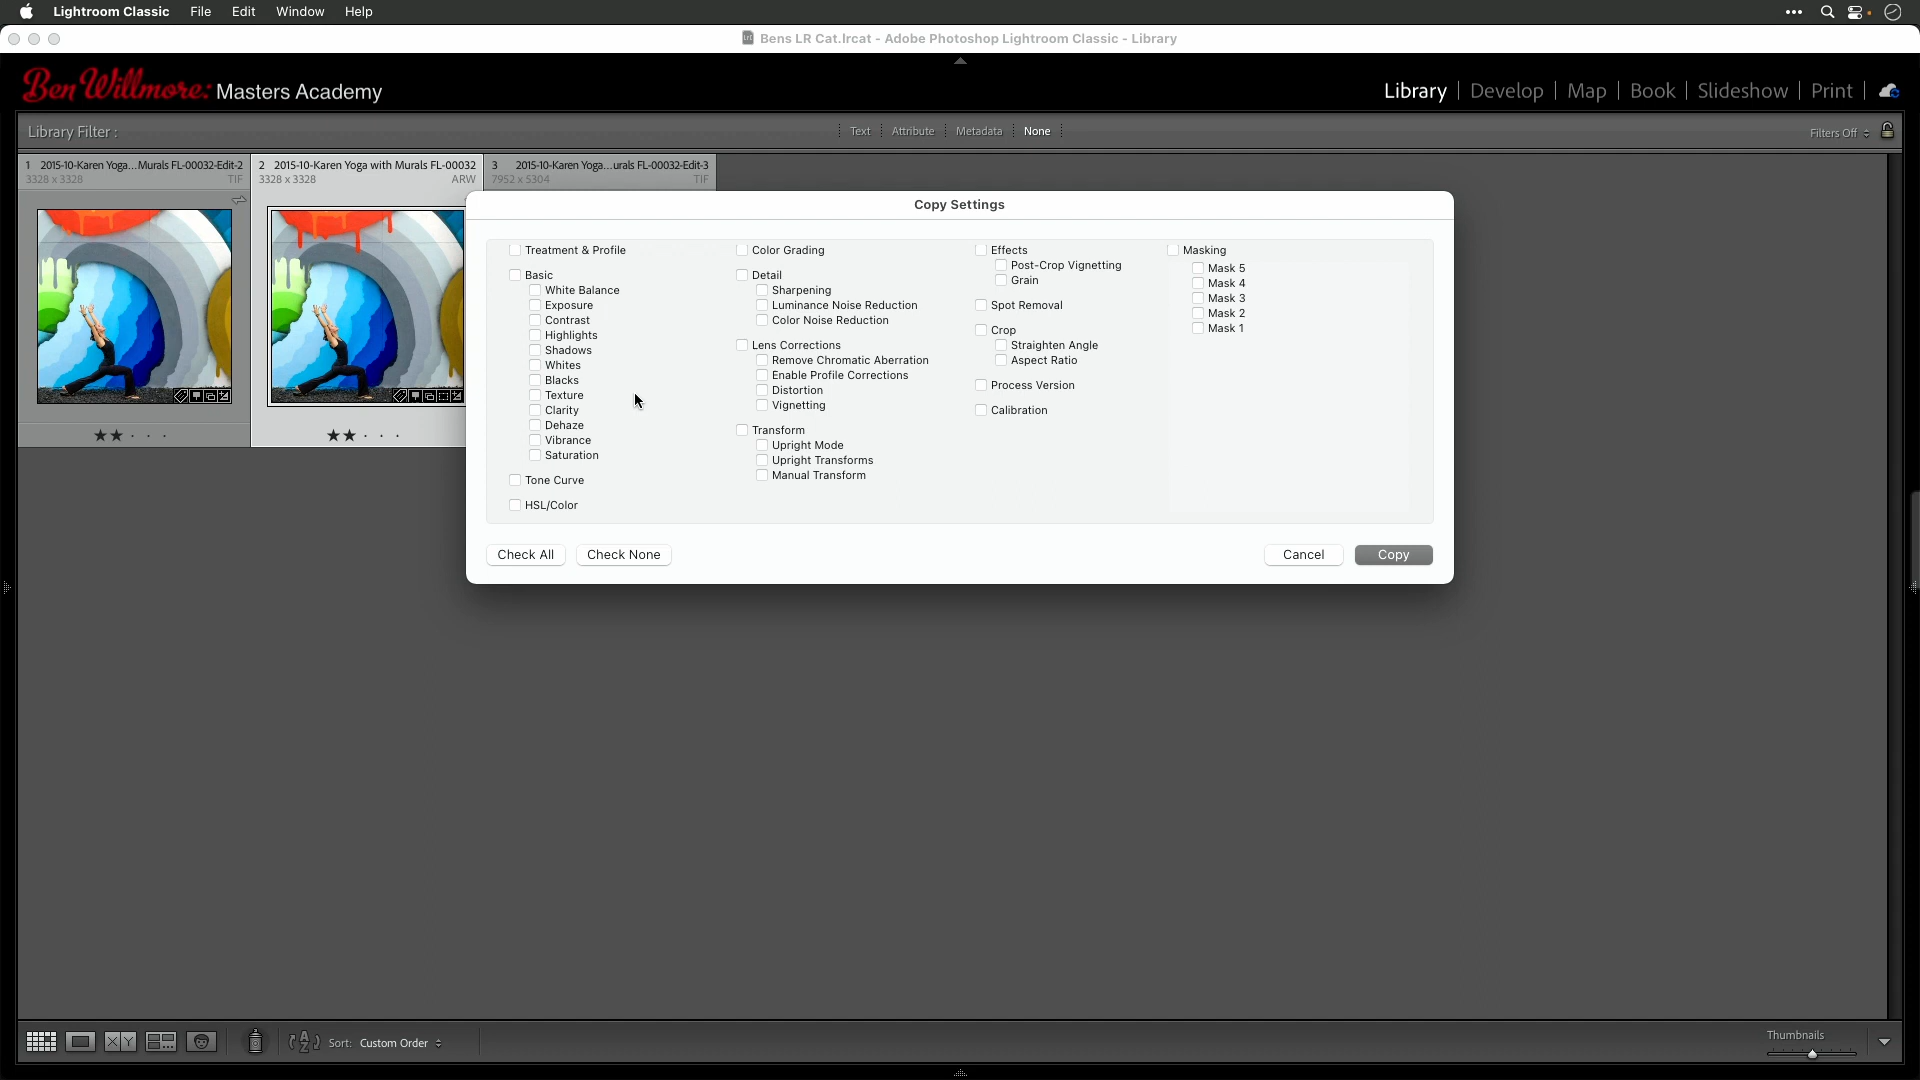 Lightroom Classic File Edit Window Help
Bens LR Cat.lrcat - Adobe Photoshop Lightroom Classic - Library
Ben Willmore: Masters Academy
Library | Develop | Map | Book | Slideshow | Print
Library Filter :
Text Attribute Metadata None
Filters Off
1 2015-10-Karen Yoga...Murals FL-00032-Edit-2
3328 x 3328 TIF
2 2015-10-Karen Yoga with Murals FL-00032
3328 x 3328 ARW
3 2015-10-Karen Yoga...urals FL-00032-Edit-3
7952 x 5304 TIF
Copy Settings
Treatment & Profile
Basic
White Balance
Exposure
Contrast
Highlights
Shadows
Whites
Blacks
Texture
Clarity
Dehaze
Vibrance
Saturation
Tone Curve
HSL/Color
Color Grading
Detail
Sharpening
Luminance Noise Reduction
Color Noise Reduction
Lens Corrections
Remove Chromatic Aberration
Enable Profile Corrections
Distortion
Vignetting
Transform
Upright Mode
Upright Transforms
Manual Transform
Effects
Post-Crop Vignetting
Grain
Spot Removal
Crop
Straighten Angle
Aspect Ratio
Process Version
Calibration
Masking
Mask 5
Mask 4
Mask 3
Mask 2
Mask 1
Check All Check None Cancel Copy
X Y
A Z
Sort: Custom Order
Thumbnails